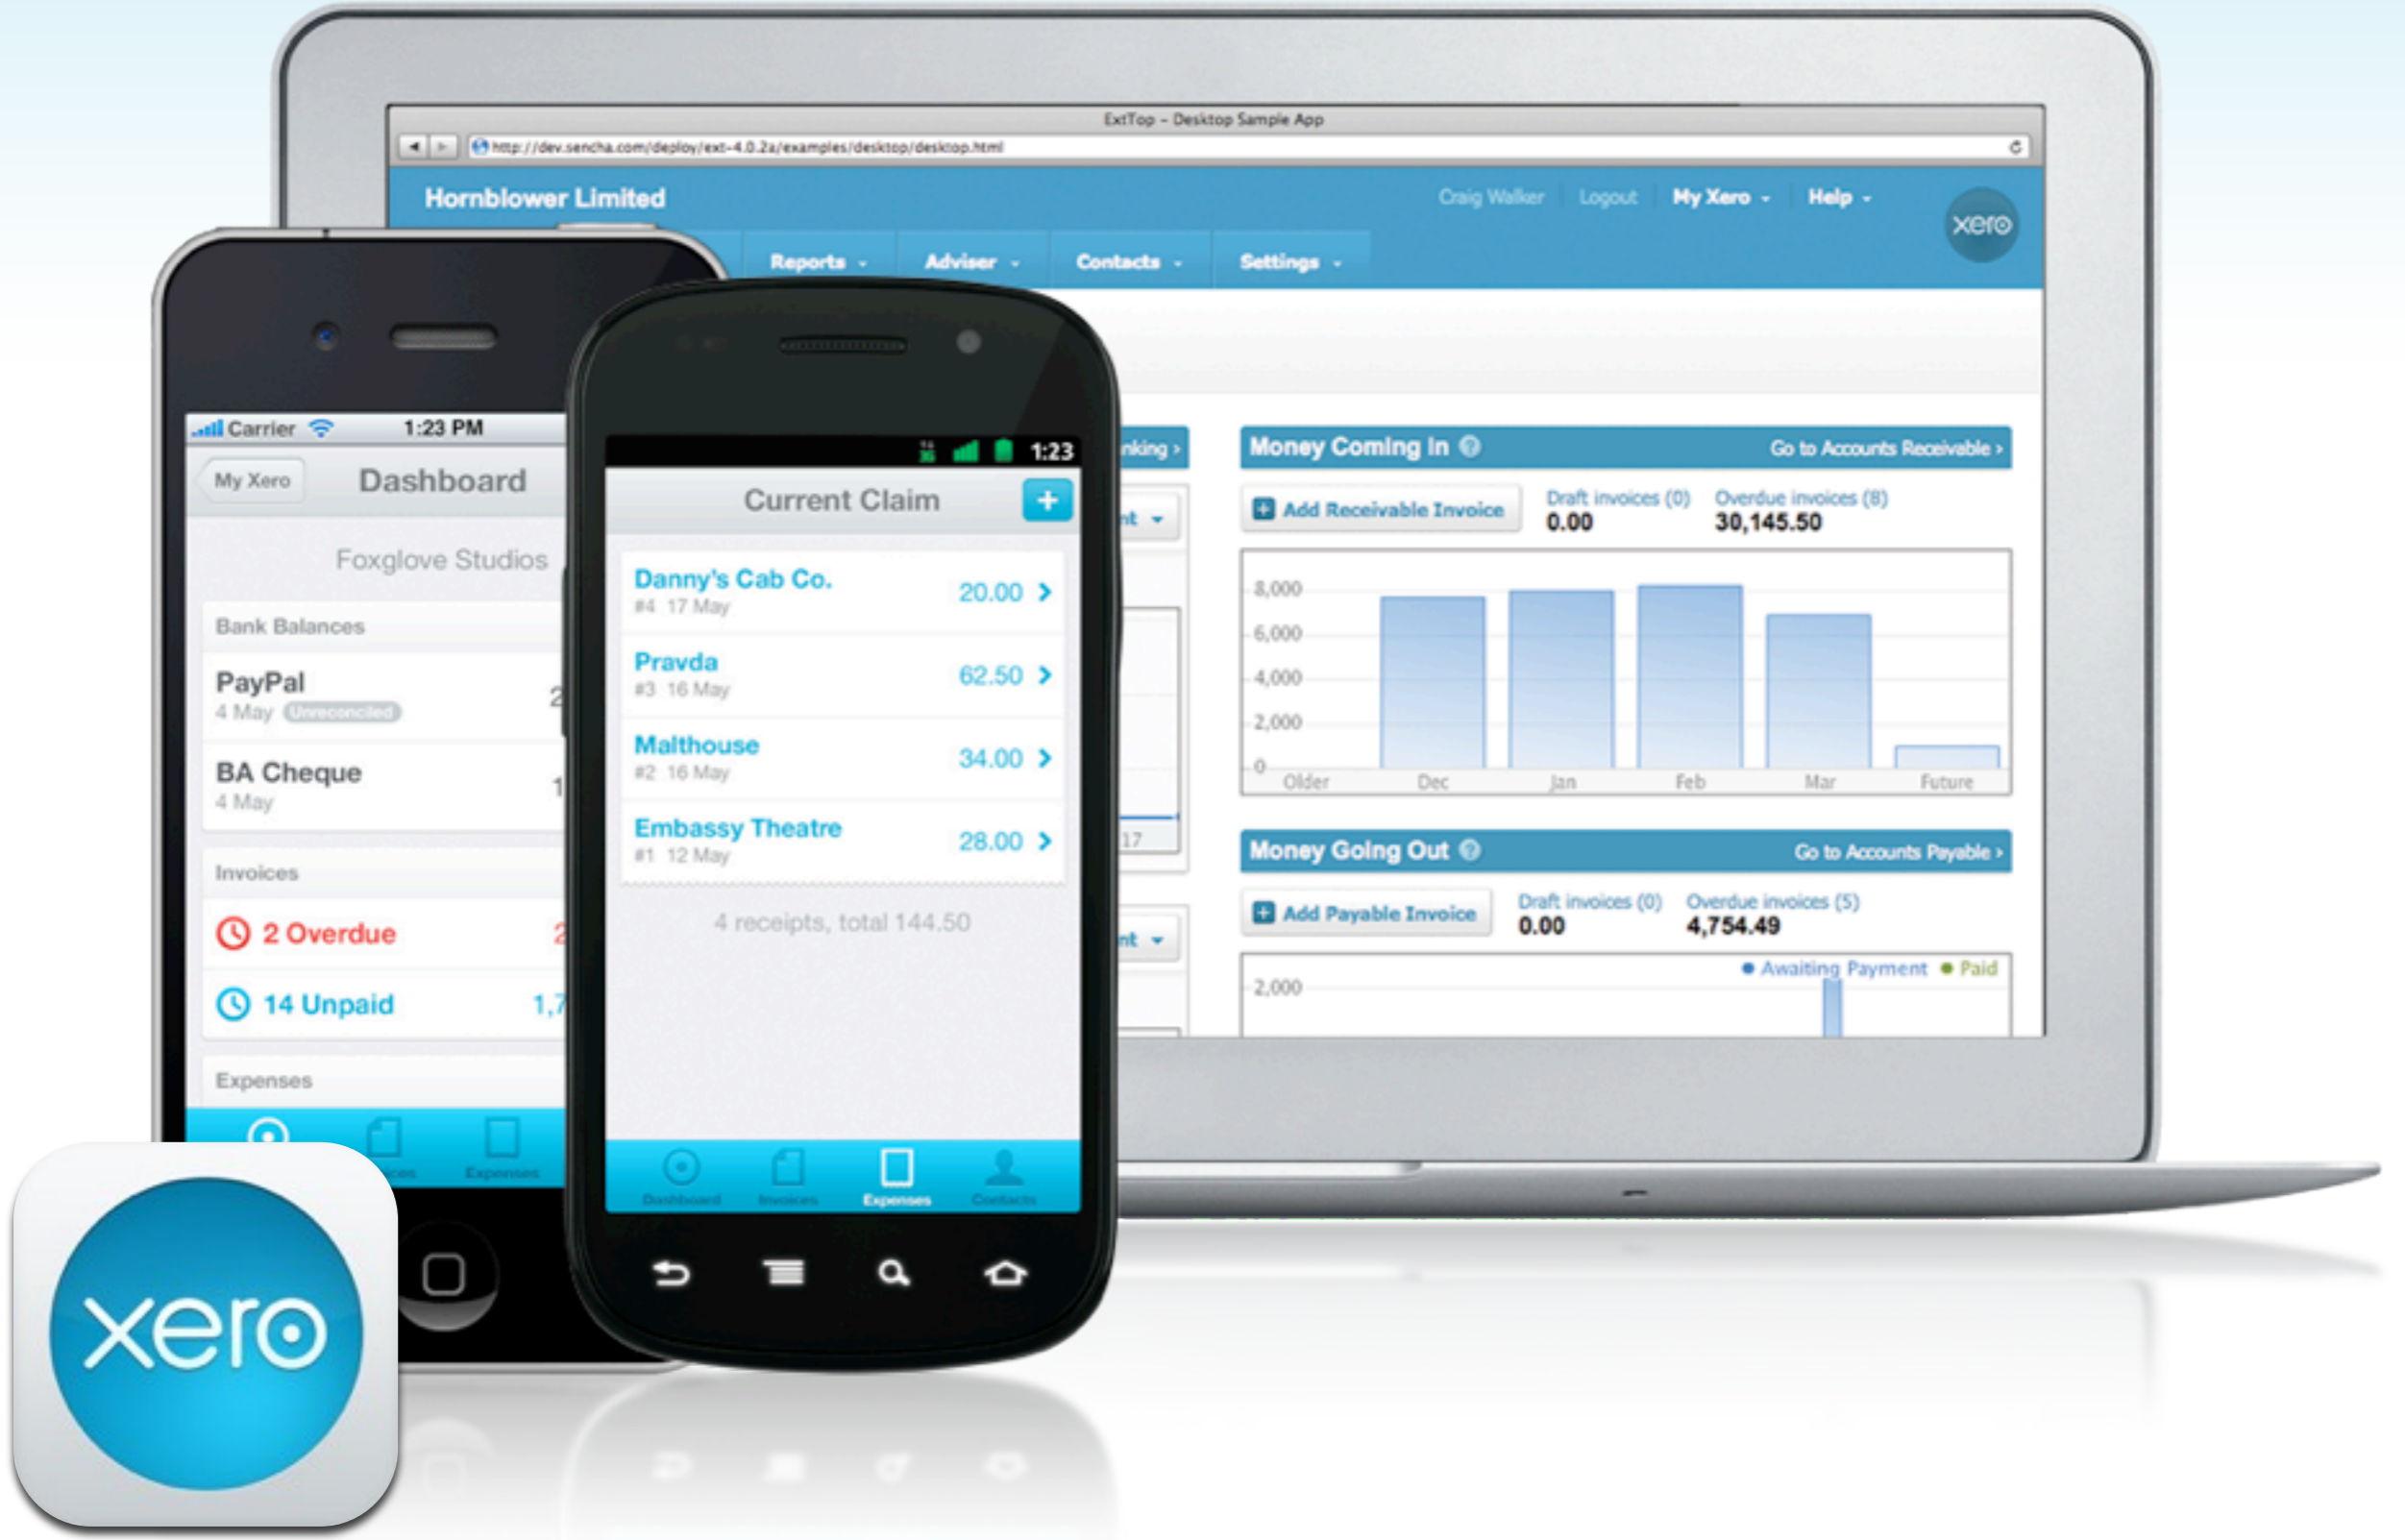 ExtTop – Desktop Sample App
http://dev.sencha.com/deploy/ext-4.0.2a/examples/desktop/desktop.html
Hornblower Limited
Craig Walker Logout My Xero Help
xero
Reports Adviser Contacts Settings
Money Coming In ? Go to Accounts Receivable ›
Add Receivable Invoice
Draft invoices (0) Overdue invoices (8)
0.00 30,145.50
8,000
6,000
4,000
2,000
0
Older Dec Jan Feb Mar Future
17
Money Going Out ? Go to Accounts Payable ›
Add Payable Invoice
Draft invoices (0) Overdue invoices (5)
0.00 4,754.49
Awaiting Payment Paid
2,000
Carrier 1:23 PM
My Xero Dashboard
Foxglove Studios
Bank Balances
PayPal
4 May Unreconciled
BA Cheque
4 May
Invoices
2 Overdue
14 Unpaid 1,7
Expenses
Expenses
3G 1:23
Current Claim +
Danny's Cab Co. 20.00
#4 17 May
Pravda 62.50
#3 16 May
Malthouse 34.00
#2 16 May
Embassy Theatre 28.00
#1 12 May
4 receipts, total 144.50
Dashboard Invoices Expenses Contacts
xero